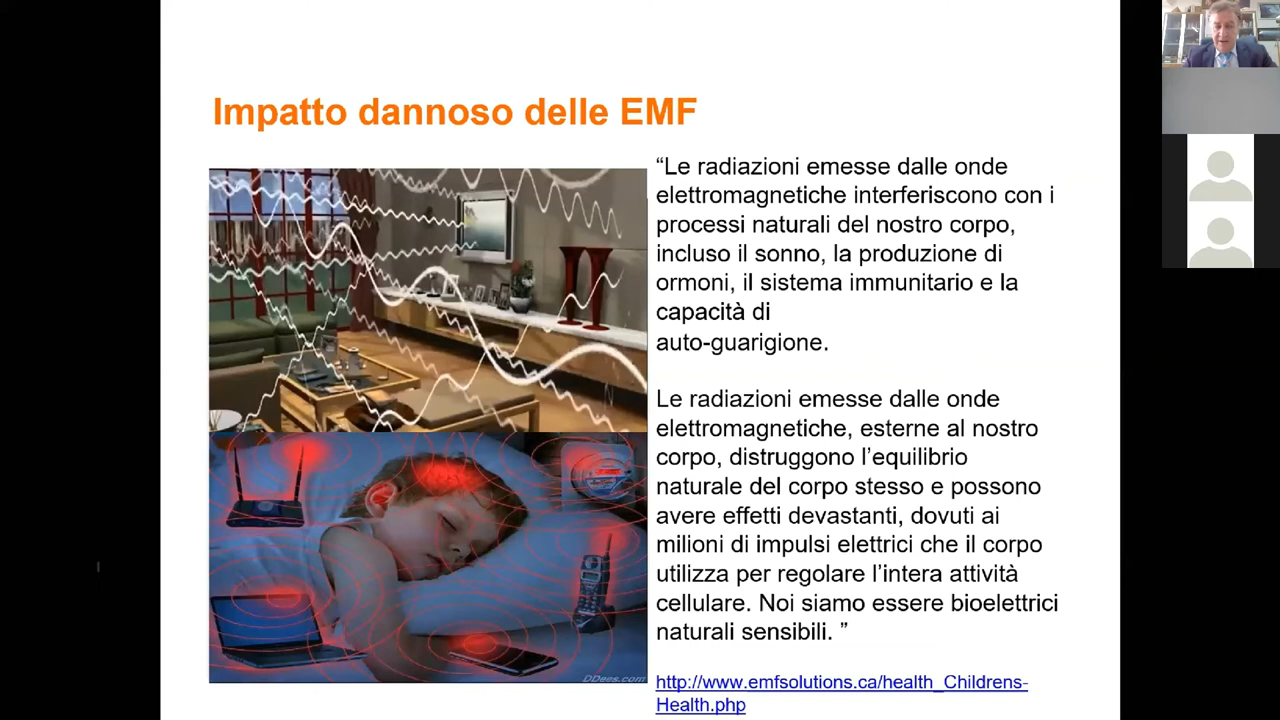 Impatto dannoso delle EMF
“Le radiazioni emesse dalle onde
elettromagnetiche interferiscono con i
processi naturali del nostro corpo,
incluso il sonno, la produzione di
ormoni, il sistema immunitario e la
capacità di
auto-guarigione.
Le radiazioni emesse dalle onde
elettromagnetiche, esterne al nostro
corpo, distruggono l’equilibrio
naturale del corpo stesso e possono
avere effetti devastanti, dovuti ai
milioni di impulsi elettrici che il corpo
utilizza per regolare l’intera attività
cellulare. Noi siamo essere bioelettrici
naturali sensibili. ”
DDees.com
http://www.emfsolutions.ca/health_Childrens-
Health.php